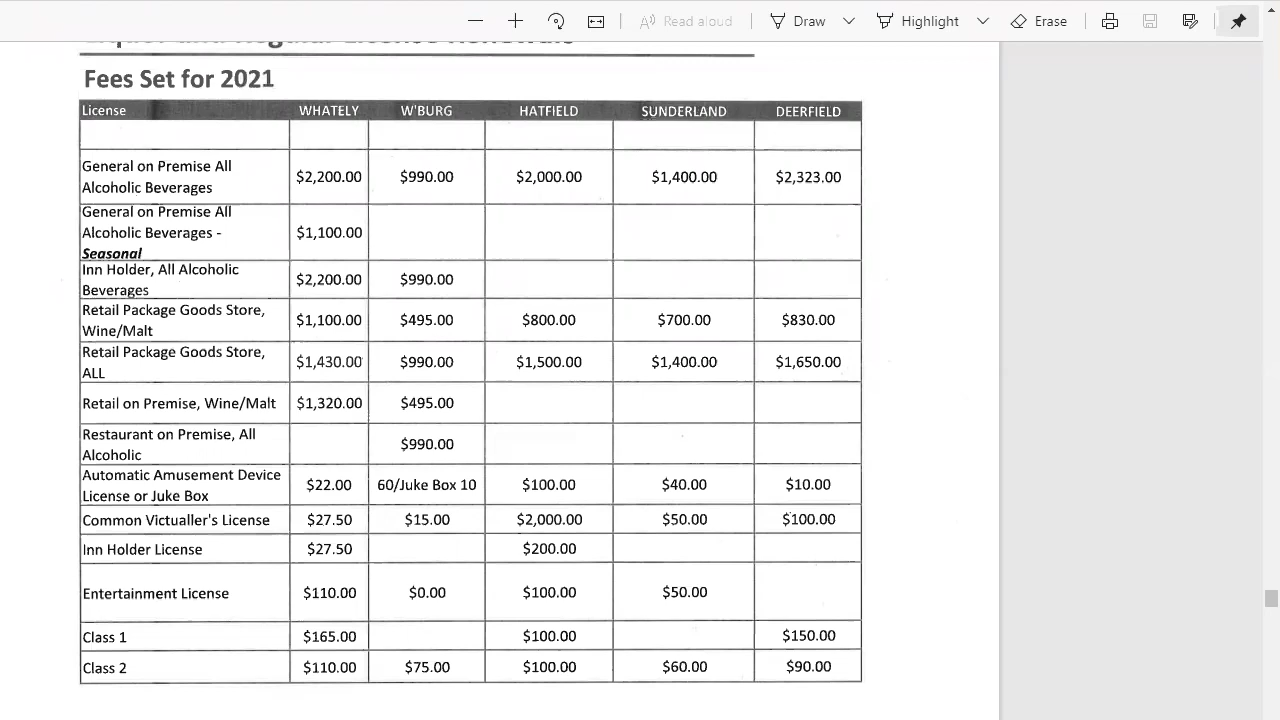 Read aloud Draw Highlight Erase
Liquor and Regular License Renewals
Fees Set for 2021
License WHATELY W'BURG HATFIELD SUNDERLAND DEERFIELD
General on Premise All
Alcoholic Beverages $2,200.00 $990.00 $2,000.00 $1,400.00 $2,323.00
General on Premise All
Alcoholic Beverages - $1,100.00
Seasonal
Inn Holder, All Alcoholic
Beverages $2,200.00 $990.00
Retail Package Goods Store,
Wine/Malt $1,100.00 $495.00 $800.00 $700.00 $830.00
Retail Package Goods Store,
ALL $1,430.00 $990.00 $1,500.00 $1,400.00 $1,650.00
Retail on Premise, Wine/Malt $1,320.00 $495.00
Restaurant on Premise, All
Alcoholic $990.00
Automatic Amusement Device
License or Juke Box $22.00 60/Juke Box 10 $100.00 $40.00 $10.00
Common Victualler's License $27.50 $15.00 $2,000.00 $50.00 $100.00
Inn Holder License $27.50 $200.00
Entertainment License $110.00 $0.00 $100.00 $50.00
Class 1 $165.00 $100.00 $150.00
Class 2 $110.00 $75.00 $100.00 $60.00 $90.00